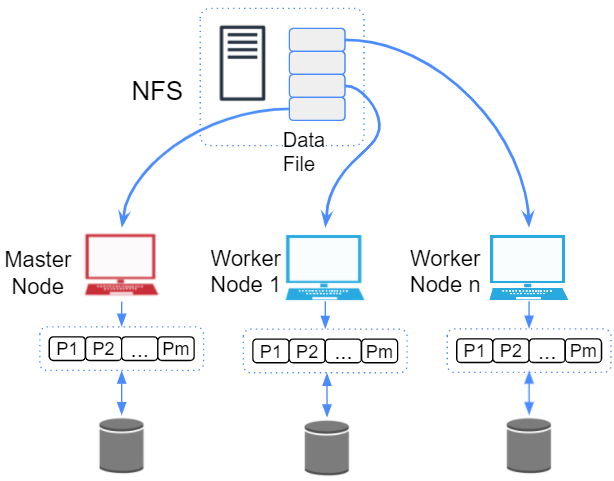 NFS
Data
File
Master
Node
Worker
Node 1
Worker
Node n
P1 P2 ... Pm
P1 P2 ... Pm
P1 P2 ... Pm